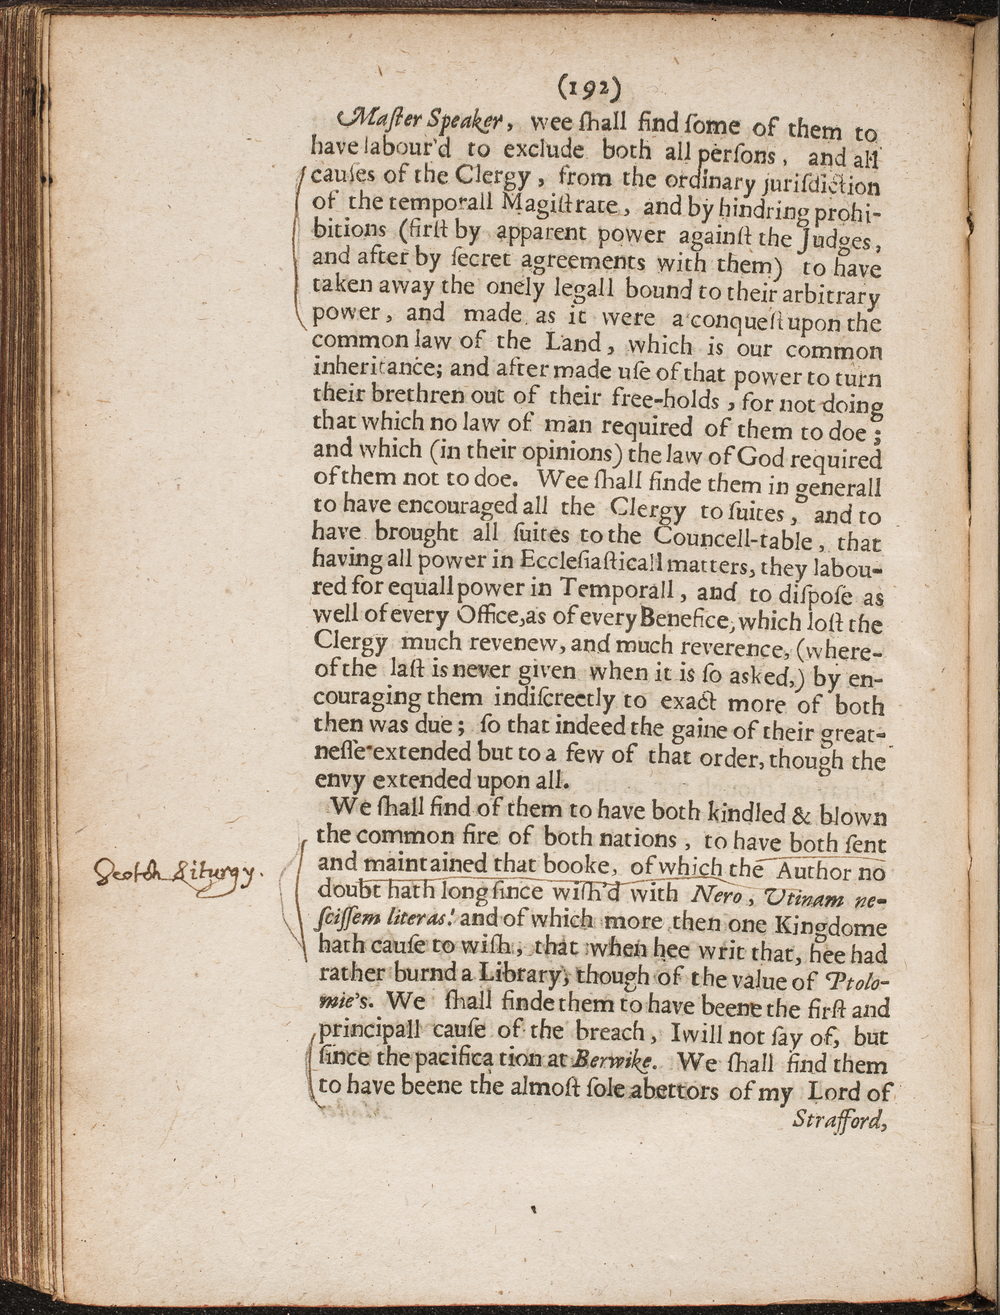 (192)
Maſter Speaker, wee ſhall find ſome of them to
have labour'd to exclude both all perſons, and all
cauſes of the Clergy, from the ordinary juriſdiction
of the temporall Magiſtrate, and by hindring prohi-
bitions (firſt by apparent power againſt the Judges,
and after by ſecret agreements with them) to have
taken away the onely legall bound to their arbitrary
power, and made as it were a conqueſt upon the
common law of the Land, which is our common
inheritance; and after made uſe of that power to turn
their brethren out of their free-holds, for not doing
that which no law of man required of them to doe;
and which (in their opinions) the law of God required
of them not to doe. Wee ſhall finde them in generall
to have encouraged all the Clergy to ſuites, and to
have brought all ſuites to the Councell-table, that
having all power in Eccleſiaſticall matters, they labou-
red for equall power in Temporall, and to diſpoſe as
well of every Office, as of every Benefice, which loſt the
Clergy much revenew, and much reverence, (where-
of the laſt is never given when it is ſo asked,) by en-
couraging them indiſcreetly to exact more of both
then was due; ſo that indeed the gaine of their great-
neſſe extended but to a few of that order, though the
envy extended upon all.
We ſhall find of them to have both kindled & blown
the common fire of both nations, to have both ſent
and maintained that booke, of which the Author no
Scotch Liturgy.
doubt hath long ſince wiſh'd with Nero, Utinam ne-
ſciſſem literas! and of which more then one Kingdome
hath cauſe to wiſh, that when hee writ that, hee had
rather burnd a Library, though of the value of Ptolo-
mie's. We ſhall finde them to have beene the firſt and
principall cauſe of the breach, I will not ſay of, but
ſince the pacification at Berwike. We ſhall find them
to have beene the almoſt ſole abettors of my Lord of
Strafford,